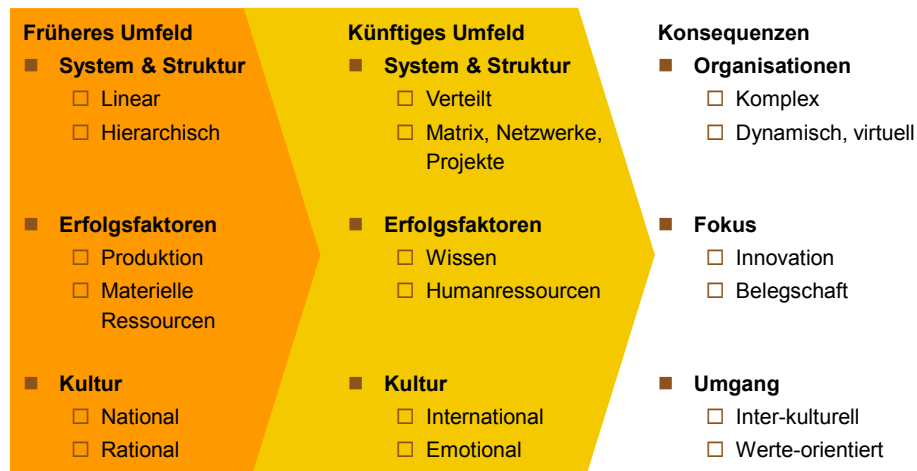 Früheres Umfeld
System & Struktur
Linear
Hierarchisch
Erfolgsfaktoren
Produktion
Materielle
Ressourcen
Kultur
National
Rational
Künftiges Umfeld
System & Struktur
Verteilt
Matrix, Netzwerke,
Projekte
Erfolgsfaktoren
Wissen
Humanressourcen
Kultur
International
Emotional
Konsequenzen
Organisationen
Komplex
Dynamisch, virtuell
Fokus
Innovation
Belegschaft
Umgang
Inter-kulturell
Werte-orientiert